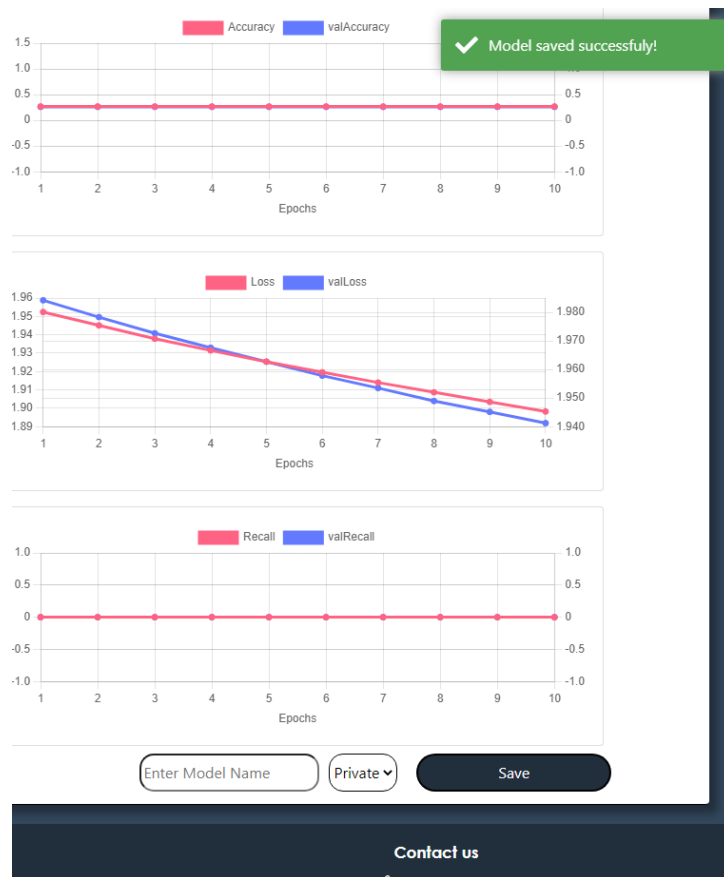 Accuracy valAccuracy
Model saved successfuly!
1.5
1.0
0.5 0.5
0 0
-0.5 -0.5
-1.0 -1.0
1 2 3 4 5 6 7 8 9 10
Epochs
Loss valLoss
1.96
1.95 1.980
1.94
1.93 1.970
1.92 1.960
1.91
1.90 1.950
1.89 1.940
1 2 3 4 5 6 7 8 9 10
Epochs
Recall valRecall
1.0 1.0
0.5 0.5
0 0
-0.5 -0.5
-1.0 -1.0
1 2 3 4 5 6 7 8 9 10
Epochs
Enter Model Name Private Save
Contact us